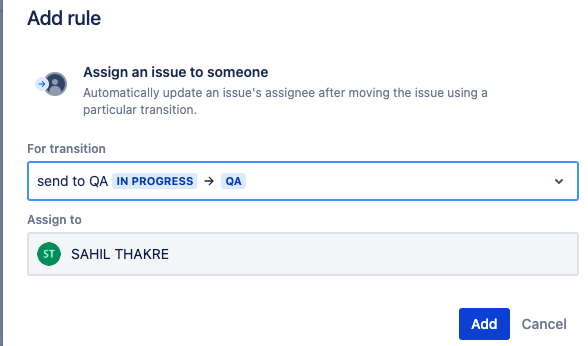 Add rule
Assign an issue to someone
Automatically update an issue's assignee after moving the issue using a
particular transition.
For transition
send to QA IN PROGRESS → QA
Assign to
ST SAHIL THAKRE
Add Cancel